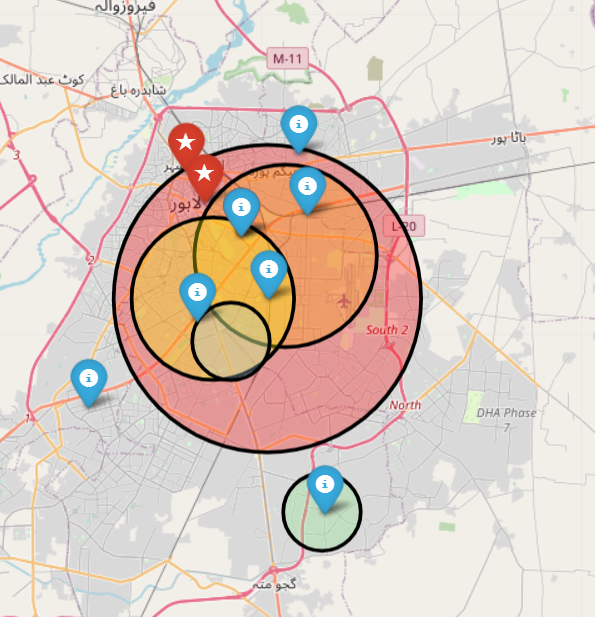 فیروزوالہ
M-11
کوٹ عبد المالک
شاہدرہ باغ
باٹا پور
3
لاہور
L-20
2
South 2
North
DHA Phase
7
1
گجو متہ